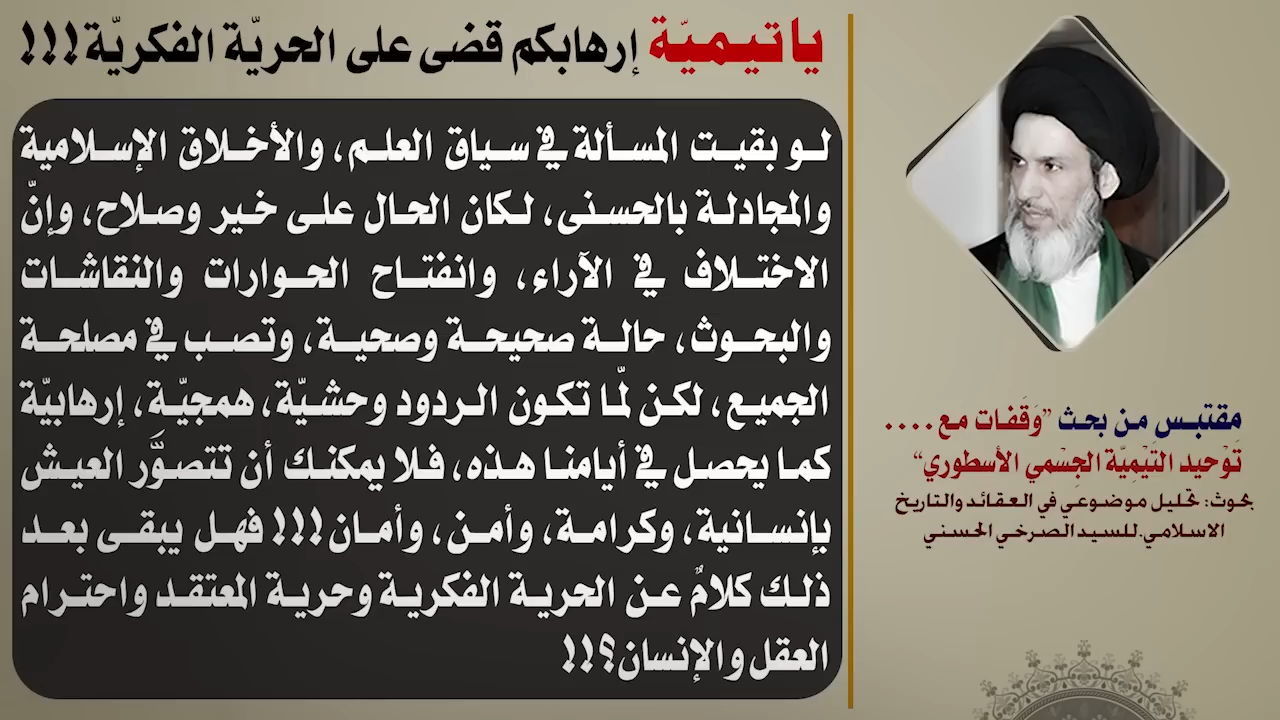 يا تيميّة إرهابكم قضى على الحريّة الفكريّة!!!
لو بقيت المسألة في سياق العلم، والأخلاق الإسلامية
والمجادلة بالحسنى، لكان الحال على خير وصلاح، وإنّ
الاختلاف في الآراء، وانفتاح الحوارات والنقاشات
والبحوث، حالة صحيحة وصحية، وتصب في مصلحة
الجميع، لكن لمّا تكون الردود وحشيّة، همجيّة، إرهابيّة
كما يحصل في أيامنا هذه، فلا يمكنك أن تتصوَّر العيش
بإنسانية، وكرامة، وأمن، وأمان!!! فهل يبقى بعد
ذلك كلامٌ عن الحرية الفكرية وحرية المعتقد واحترام
العقل والإنسان؟!!
مقتبس من بحث "وَقَفات مع....
تَوْحيد التَيْمِيّة الجِسْمي الأسطوري"
بحوث: تحليل موضوعي في العقائد والتاريخ
الاسلامي.للسيد الصرخي الحسني